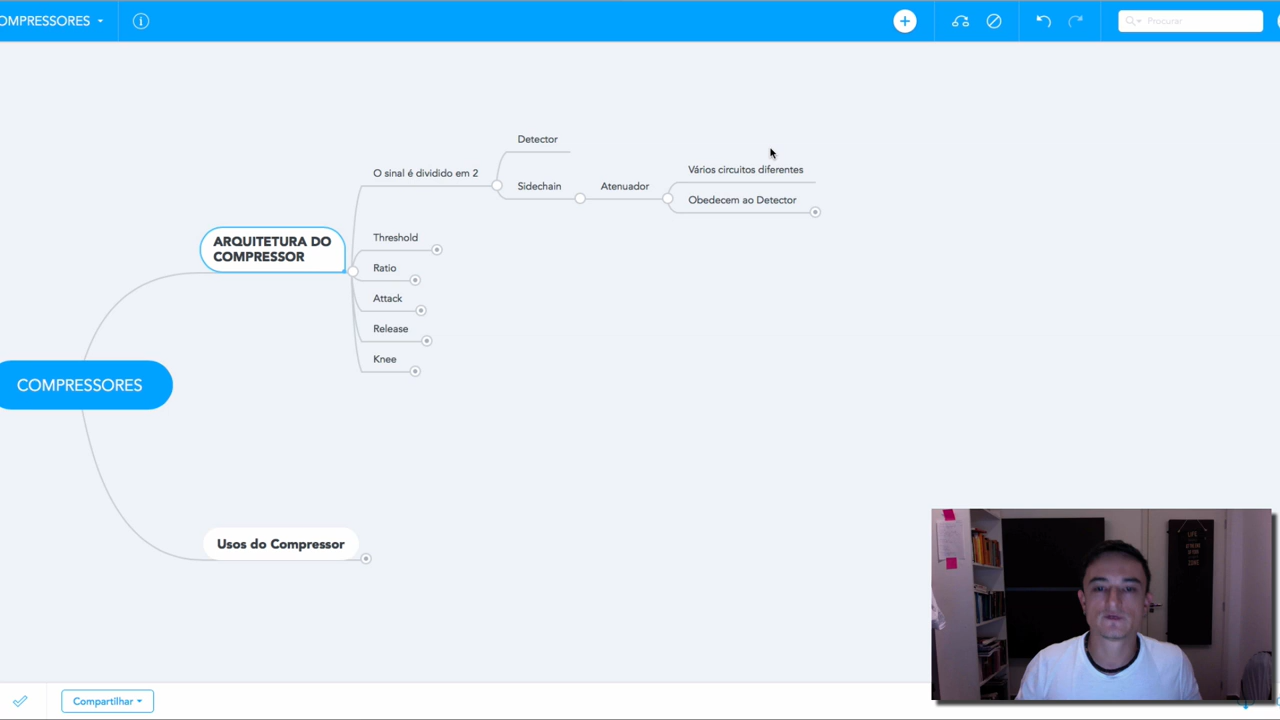 OMPRESSORES
Procurar
Detector
O sinal é dividido em 2
Vários circuitos diferentes
Sidechain
Atenuador
Obedecem ao Detector
ARQUITETURA DO
COMPRESSOR
Threshold
Ratio
Attack
Release
Knee
COMPRESSORES
Usos do Compressor
LIFE
Compartilhar